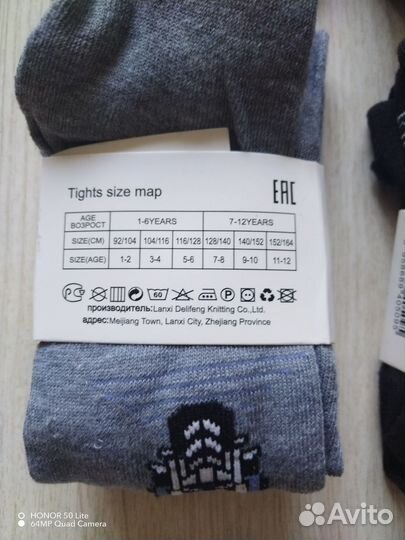 Tights size map EAC
AGE ВОЗРОСТ 1-6YEARS 7-12YEARS
SIZE(CM) 92/104 104/116 116/128 128/140 140/152 152/164
SIZE(AGE) 1-2 3-4 5-6 7-8 9-10 11-12
60
производитель:Lanxi Delifeng Knitting Co.,Ltd.
адрес:Meijiang Town, Lanxi City, Zhejiang Province
HONOR 50 Lite
64MP Quad Camera
Avito